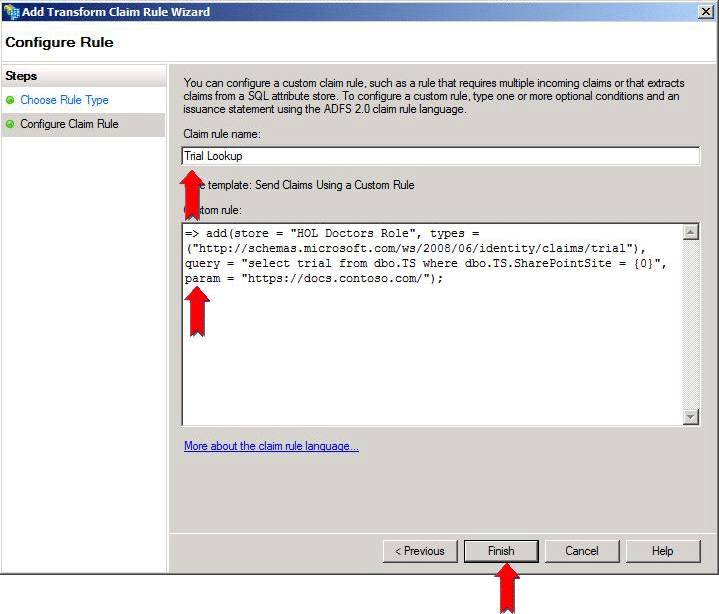 Add Transform Claim Rule Wizard
Configure Rule
Steps
Choose Rule Type
Configure Claim Rule
You can configure a custom claim rule, such as a rule that requires multiple incoming claims or that extracts
claims from a SQL attribute store. To configure a custom rule, type one or more optional conditions and an
issuance statement using the ADFS 2.0 claim rule language.
Claim rule name:
Trial Lookup
template: Send Claims Using a Custom Rule
rule:
=> add(store = "HOL Doctors Role", types =
("http://schemas.microsoft.com/ws/2008/06/identity/claims/trial"),
query = "select trial from dbo.TS where dbo.TS.SharePointSite = {0}",
param = "https://docs.contoso.com/");
More about the claim rule language...
< Previous
Finish
Cancel
Help